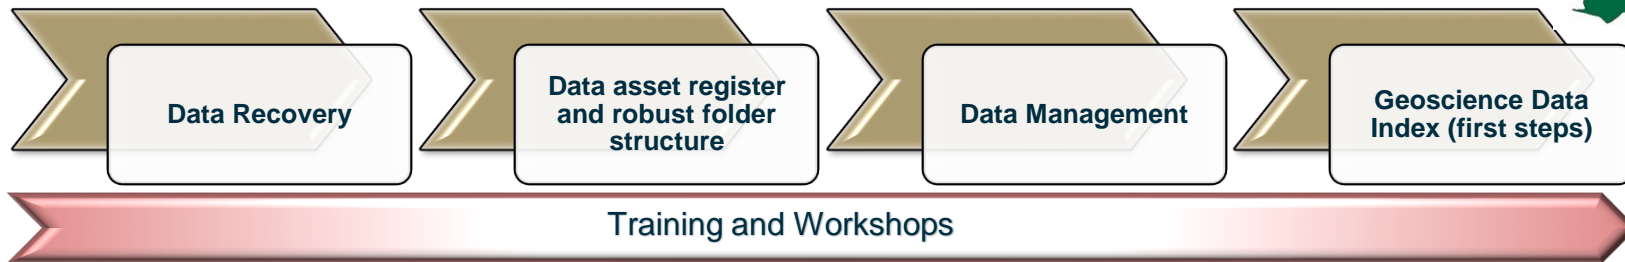 Data Recovery
Data asset register
and robust folder
structure
Data Management
Geoscience Data
Index (first steps)
Training and Workshops